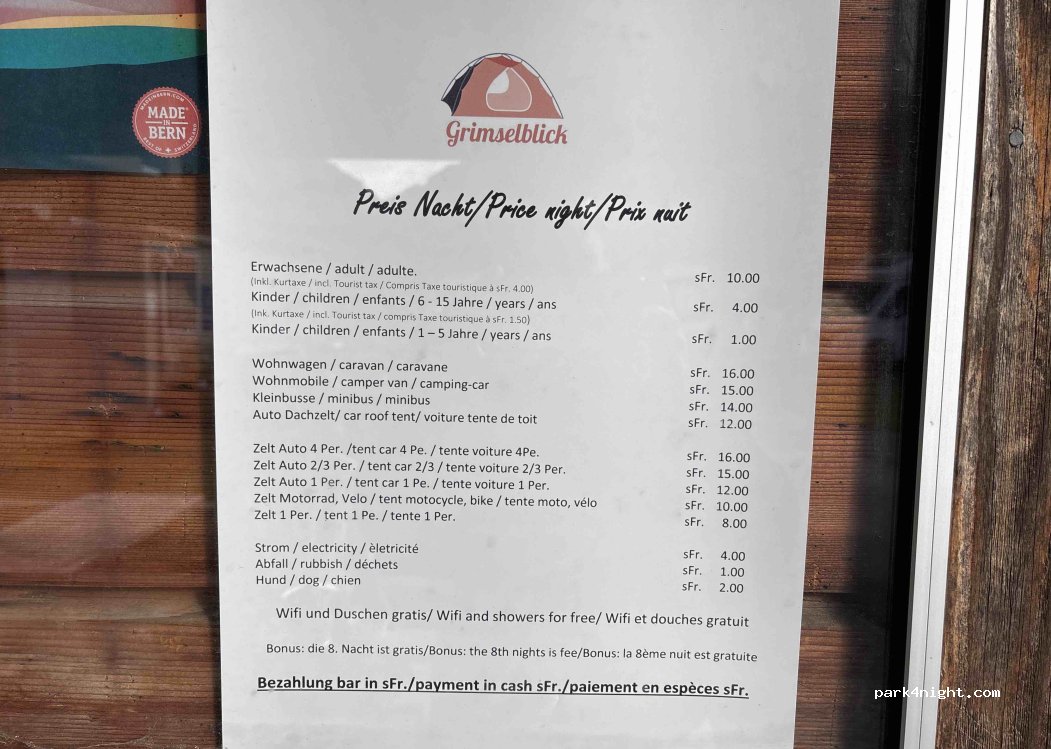 MADEINBERN.COM
MADE
IN
BERN
BEST OF SWITZERLAND
Grimselblick
Preis Nacht/Price night/Prix nuit
Erwachsene / adult / adulte. sFr. 10.00
(Inkl. Kurtaxe / incl. Tourist tax / Compris Taxe touristique à sFr. 4.00)
Kinder / children / enfants / 6 - 15 Jahre / years / ans sFr. 4.00
(Ink. Kurtaxe / incl. Tourist tax / compris Taxe touristique à sFr. 1.50)
Kinder / children / enfants / 1 – 5 Jahre / years / ans sFr. 1.00
Wohnwagen / caravan / caravane sFr. 16.00
Wohnmobile / camper van / camping-car sFr. 15.00
Kleinbusse / minibus / minibus sFr. 14.00
Auto Dachzelt/ car roof tent/ voiture tente de toit sFr. 12.00
Zelt Auto 4 Per. /tent car 4 Pe. / tente voiture 4Pe. sFr. 16.00
Zelt Auto 2/3 Per. / tent car 2/3 / tente voiture 2/3 Per. sFr. 15.00
Zelt Auto 1 Per. / tent car 1 Pe. / tente voiture 1 Per. sFr. 12.00
Zelt Motorrad, Velo / tent motocycle, bike / tente moto, vélo sFr. 10.00
Zelt 1 Per. / tent 1 Pe. / tente 1 Per. sFr. 8.00
Strom / electricity / èletricité sFr. 4.00
Abfall / rubbish / déchets sFr. 1.00
Hund / dog / chien sFr. 2.00
Wifi und Duschen gratis/ Wifi and showers for free/ Wifi et douches gratuit
Bonus: die 8. Nacht ist gratis/Bonus: the 8th nights is fee/Bonus: la 8ème nuit est gratuite
Bezahlung bar in sFr./payment in cash sFr./paiement en espèces sFr.
park4night.com